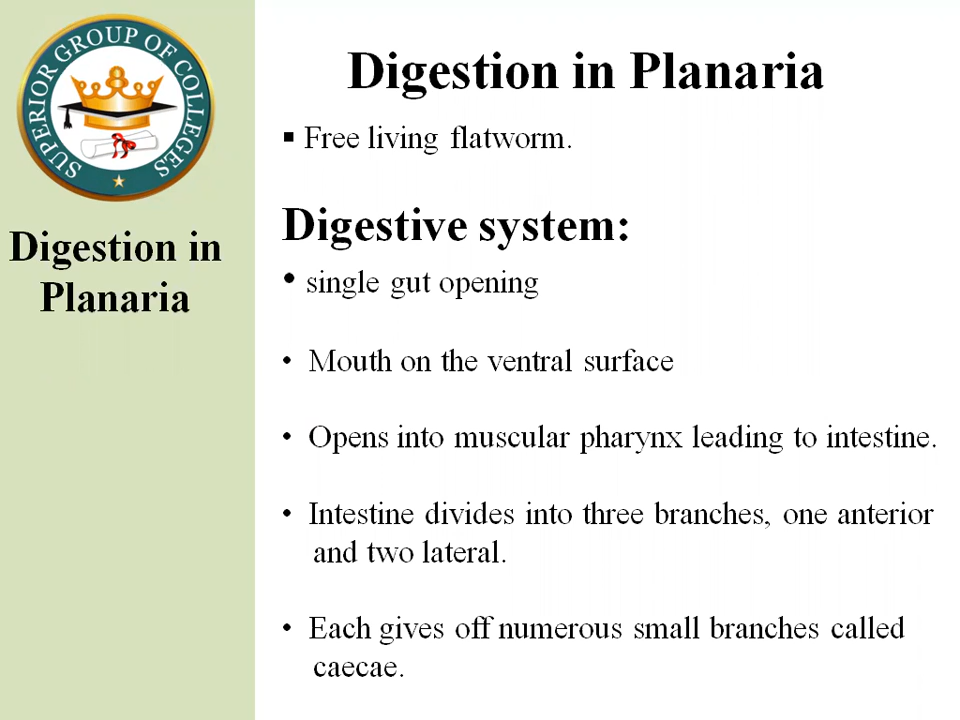 SUPERIOR GROUP OF COLLEGES
Digestion in
Planaria
Digestion in Planaria
▪ Free living flatworm.
Digestive system:
• single gut opening
• Mouth on the ventral surface
• Opens into muscular pharynx leading to intestine.
• Intestine divides into three branches, one anterior
and two lateral.
• Each gives off numerous small branches called
caecae.